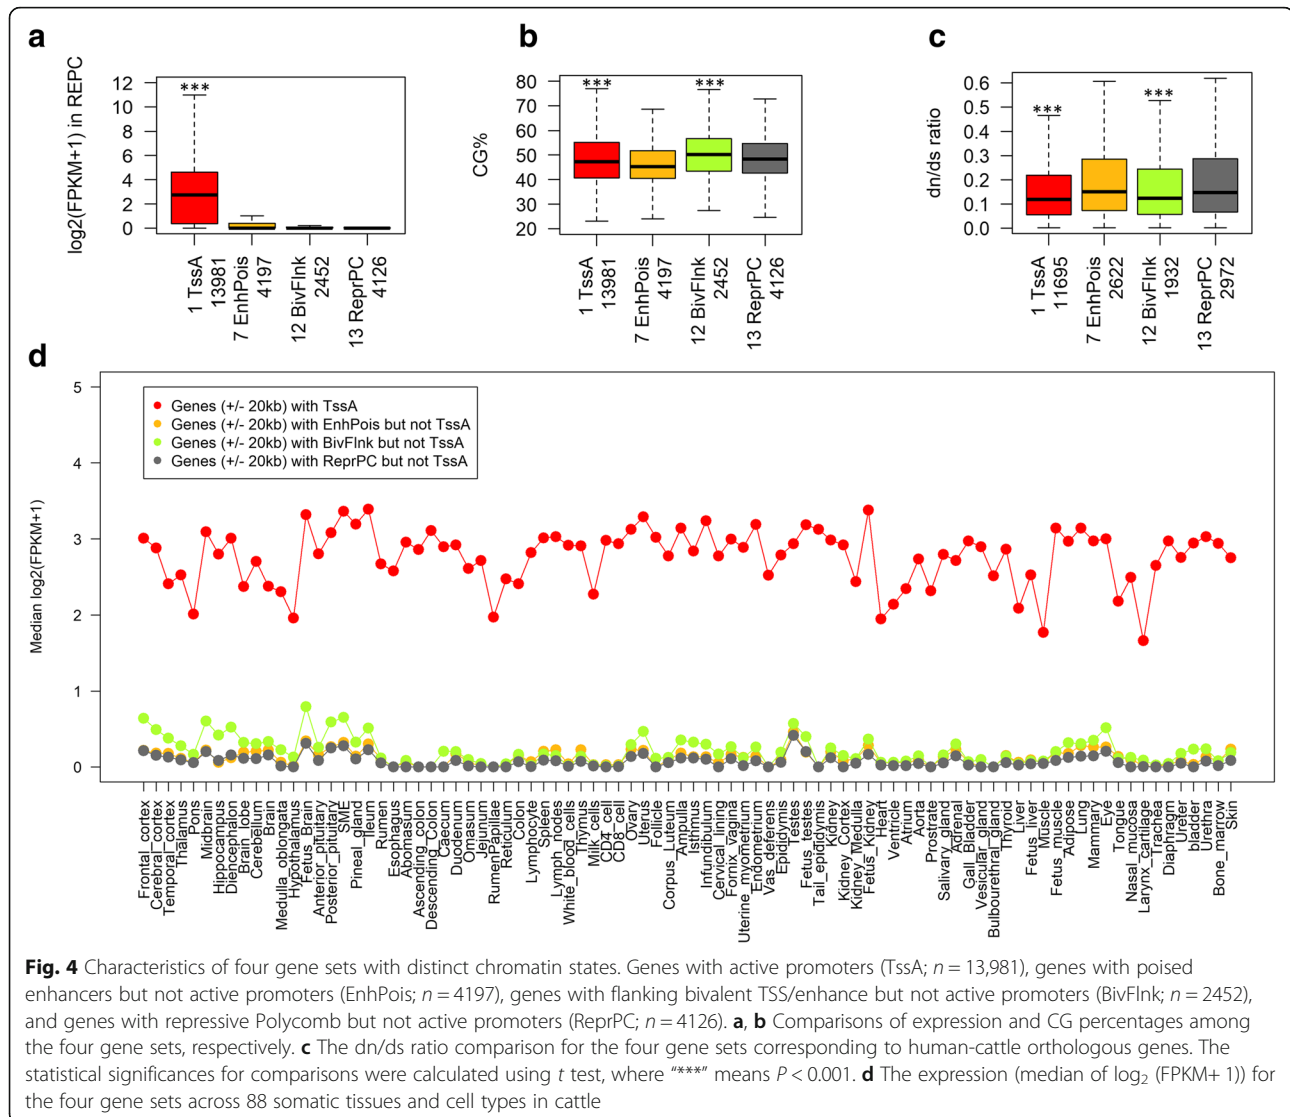 a
b
c
log2(FPKM+1) in REPC
12
10
8
6
4
2
0
***
1 TssA
13981
7 EnhPois
4197
12 BivFlnk
2452
13 ReprPC
4126
CG%
80
70
60
50
40
30
20
***
***
1 TssA
13981
7 EnhPois
4197
12 BivFlnk
2452
13 ReprPC
4126
dn/ds ratio
0.6
0.5
0.4
0.3
0.2
0.1
0.0
***
***
1 TssA
11695
7 EnhPois
2622
12 BivFlnk
1932
13 ReprPC
2972
d
Median log2(FPKM+1)
5
4
3
2
1
0
Genes (+/- 20kb) with TssA
Genes (+/- 20kb) with EnhPois but not TssA
Genes (+/- 20kb) with BivFlnk but not TssA
Genes (+/- 20kb) with ReprPC but not TssA
Frontal_cortex
Cerebral_cortex
Temporal_cortex
Thalamus
Pons
Midbrain
Hippocampus
Diencephalon
Brain_lobe
Cerebellum
Brain
Medulla_oblongata
Hypothalamus
Fetus_Brain
Anterior_pituitary
Posterior_pituitary
SME
Pineal_gland
Ileum
Rumen
Esophagus
Abomasum
Ascending_colon
Descending_Colon
Caecum
Duodenum
Omasum
Jejunum
RumenPapillae
Reticulum
Colon
Lymphocyte
Spleen
Lymph_nodes
White_blood_cells
Thymus
Milk_cells
CD4_cell
CD8_cell
Ovary
Uterus
Follicle
Corpus_Luteum
Ampulla
Isthmus
Infundibulum
Cervical_lining
Fornix_vagina
Uterine_myometrium
Endometrium
Vas_deferens
Epididymis
Testes
Fetus_testes
Tail_epididymis
Kidney
Kidney_Cortex
Kidney_Medulla
Fetus_Kidney
Heart
Ventricle
Atrium
Aorta
Prostrate
Salivary_gland
Adrenal
Gall_Bladder
Vesicular_gland
Bulbourethral_gland
Thyroid
Liver
Fetus_liver
Muscle
Fetus_muscle
Adipose
Lung
Mammary
Eye
Tongue
Nasal_mucosa
Larynx_cartilage
Trachea
Diaphragm
Ureter
bladder
Urethra
Bone_marrow
Skin
Fig. 4 Characteristics of four gene sets with distinct chromatin states. Genes with active promoters (TssA; n = 13,981), genes with poised
enhancers but not active promoters (EnhPois; n = 4197), genes with flanking bivalent TSS/enhance but not active promoters (BivFlnk; n = 2452),
and genes with repressive Polycomb but not active promoters (ReprPC; n = 4126). a, b Comparisons of expression and CG percentages among
the four gene sets, respectively. c The dn/ds ratio comparison for the four gene sets corresponding to human-cattle orthologous genes. The
statistical significances for comparisons were calculated using t test, where “***” means P < 0.001. d The expression (median of log2 (FPKM+ 1)) for
the four gene sets across 88 somatic tissues and cell types in cattle